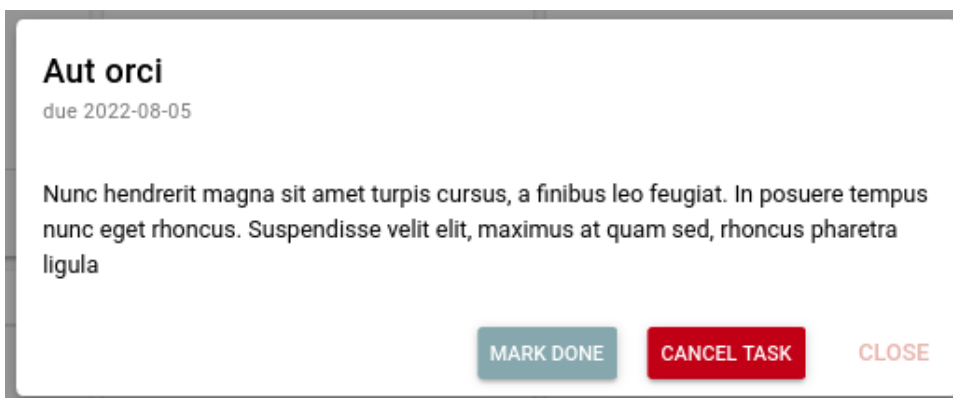 Aut orci
due 2022-08-05
Nunc hendrerit magna sit amet turpis cursus, a finibus leo feugiat. In posuere tempus
nunc eget rhoncus. Suspendisse velit elit, maximus at quam sed, rhoncus pharetra
ligula
MARK DONE CANCEL TASK CLOSE